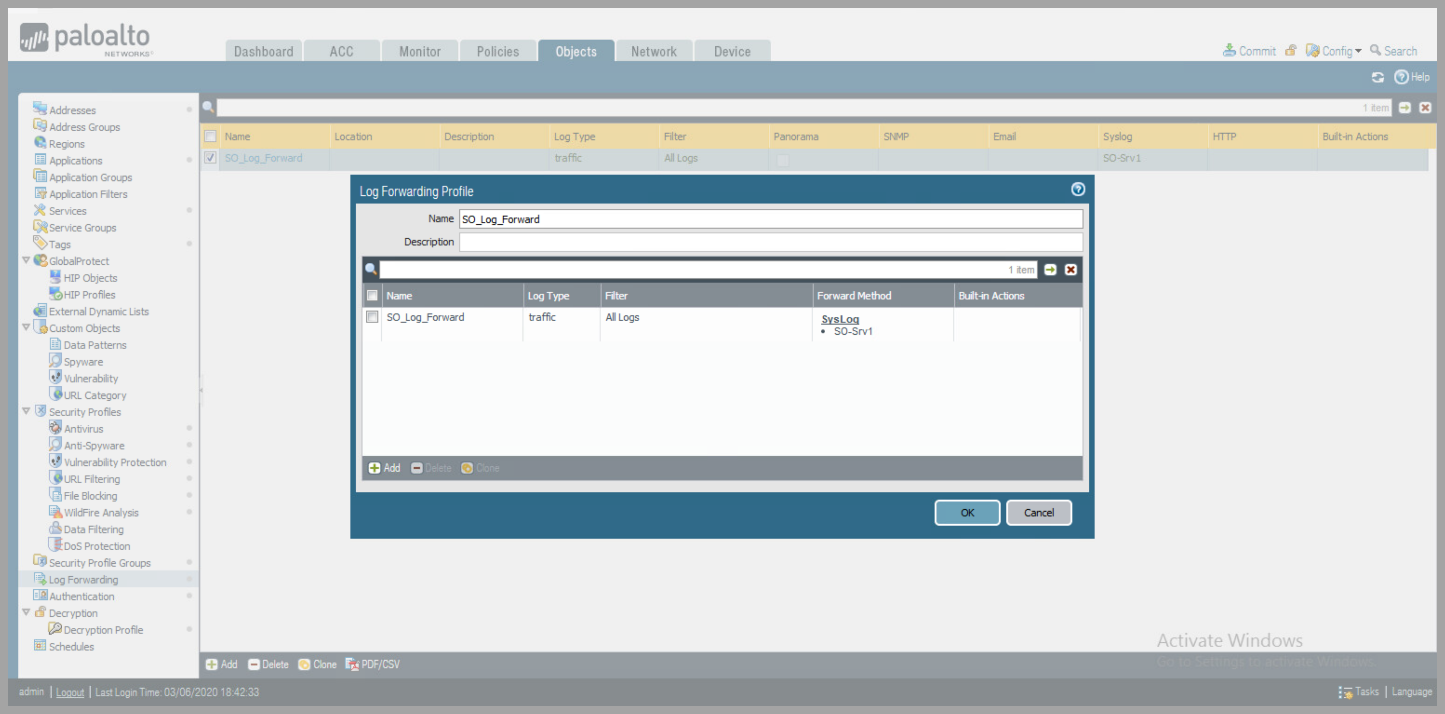 paloalto
NETWORKS®
Dashboard ACC Monitor Policies Objects Network Device
Commit Config Search
Help
1 item
Name Location Description Log Type Filter Panorama SNMP Email Syslog HTTP Built-in Actions
SO_Log_Forward traffic All Logs SO-Srv1
Addresses
Address Groups
Regions
Applications
Application Groups
Application Filters
Services
Service Groups
Tags
GlobalProtect
HIP Objects
HIP Profiles
External Dynamic Lists
Custom Objects
Data Patterns
Spyware
Vulnerability
URL Category
Security Profiles
Antivirus
Anti-Spyware
Vulnerability Protection
URL Filtering
File Blocking
WildFire Analysis
Data Filtering
DoS Protection
Security Profile Groups
Log Forwarding
Authentication
Decryption
Decryption Profile
Schedules
Log Forwarding Profile
Name SO_Log_Forward
Description
1 item
Name Log Type Filter Forward Method Built-in Actions
SO_Log_Forward traffic All Logs SysLog
• SO-Srv1
Add Delete Clone
OK Cancel
Activate Windows
Go to Settings to activate Windows.
Add Delete Clone PDF/CSV
admin | Logout | Last Login Time: 03/06/2020 18:42:33
Tasks | Language